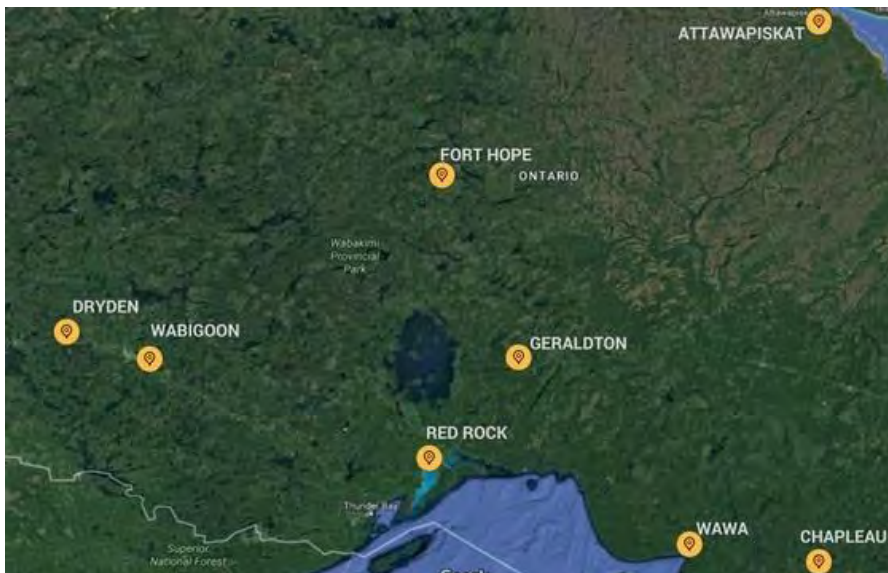 Attawapiskat
ATTAWAPISKAT
FORT HOPE
ONTARIO
Wabakimi
Provincial
Park
DRYDEN
WABIGOON
GERALDTON
RED ROCK
Thunder Bay
WAWA
CHAPLEAU
Superior
National Forest